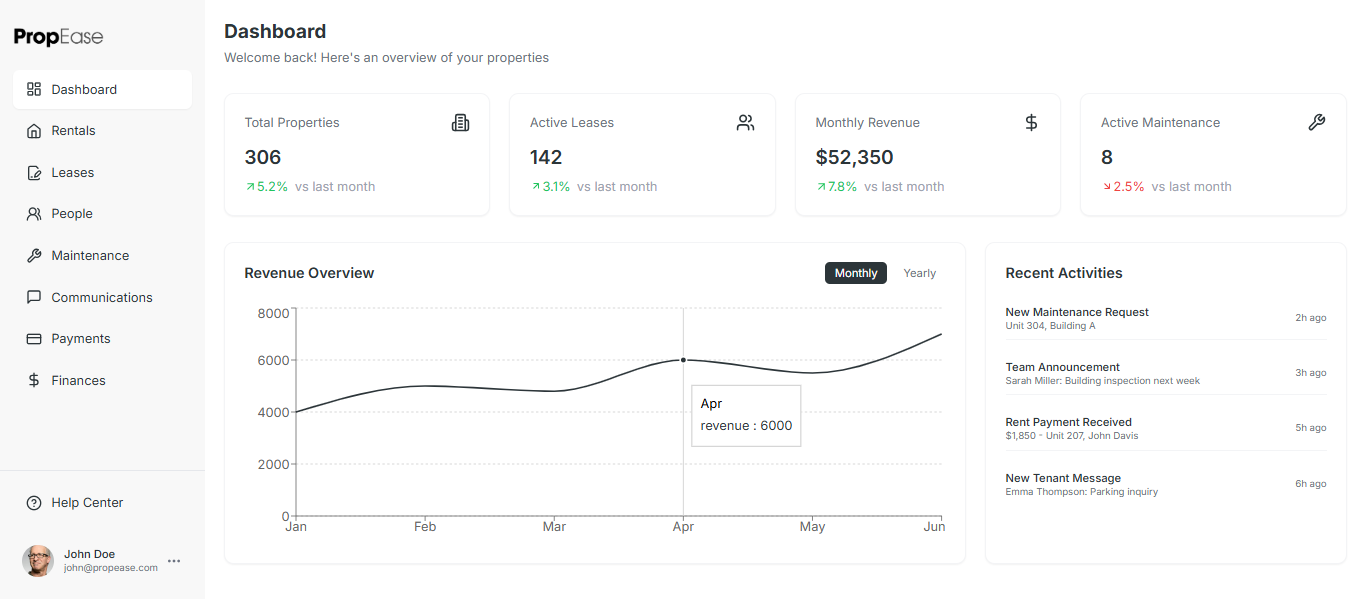 PropEase
Dashboard
Rentals
Leases
People
Maintenance
Communications
Payments
Finances
Help Center
John Doe
john@propease.com
Dashboard
Welcome back! Here's an overview of your properties
Total Properties
306
5.2% vs last month
Active Leases
142
3.1% vs last month
Monthly Revenue
$52,350
7.8% vs last month
Active Maintenance
8
2.5% vs last month
Revenue Overview
Monthly Yearly
8000
6000
4000
2000
0
Apr
revenue : 6000
Jan Feb Mar Apr May Jun
Recent Activities
New Maintenance Request
Unit 304, Building A
2h ago
Team Announcement
Sarah Miller: Building inspection next week
3h ago
Rent Payment Received
$1,850 - Unit 207, John Davis
5h ago
New Tenant Message
Emma Thompson: Parking inquiry
6h ago